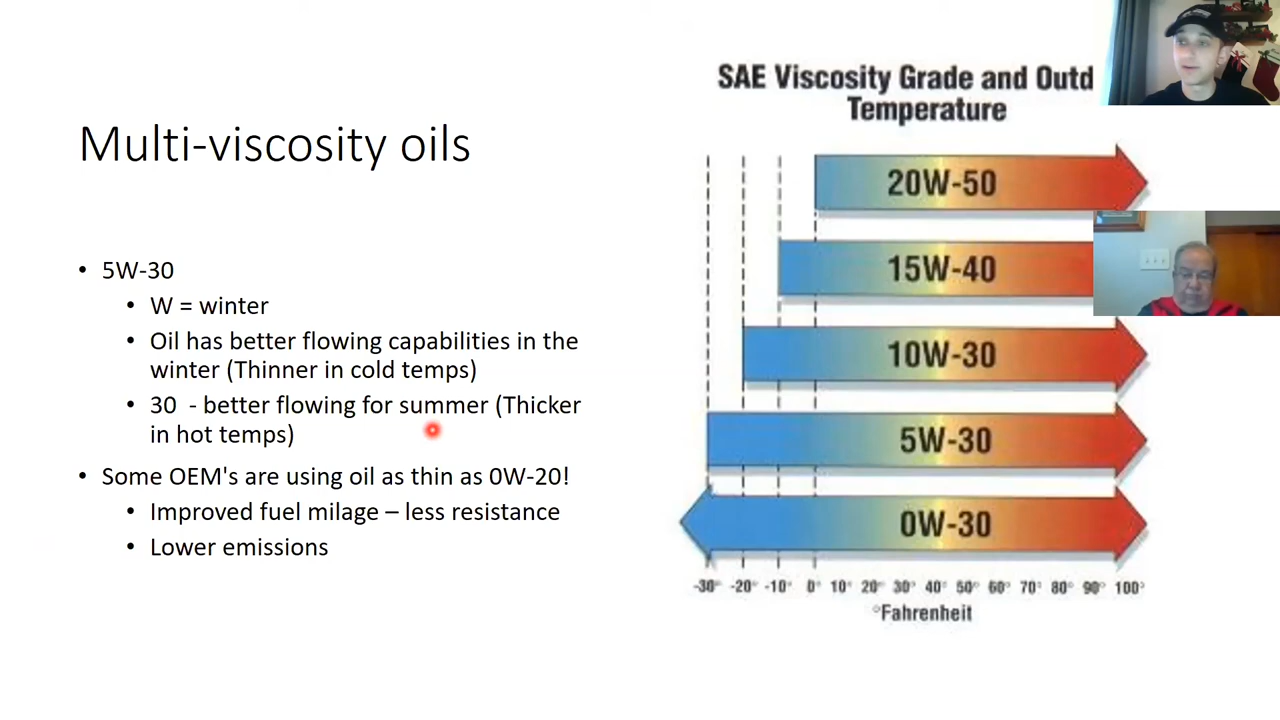 Multi-viscosity oils
• 5W-30
• W = winter
• Oil has better flowing capabilities in the
winter (Thinner in cold temps)
• 30 - better flowing for summer (Thicker
in hot temps)
• Some OEM's are using oil as thin as 0W-20!
• Improved fuel milage – less resistance
• Lower emissions
SAE Viscosity Grade and Outd
Temperature
20W-50
15W-40
10W-30
5W-30
0W-30
-30° -20° -10° 0° 10° 20° 30° 40° 50° 60° 70° 80° 90° 100°
°Fahrenheit